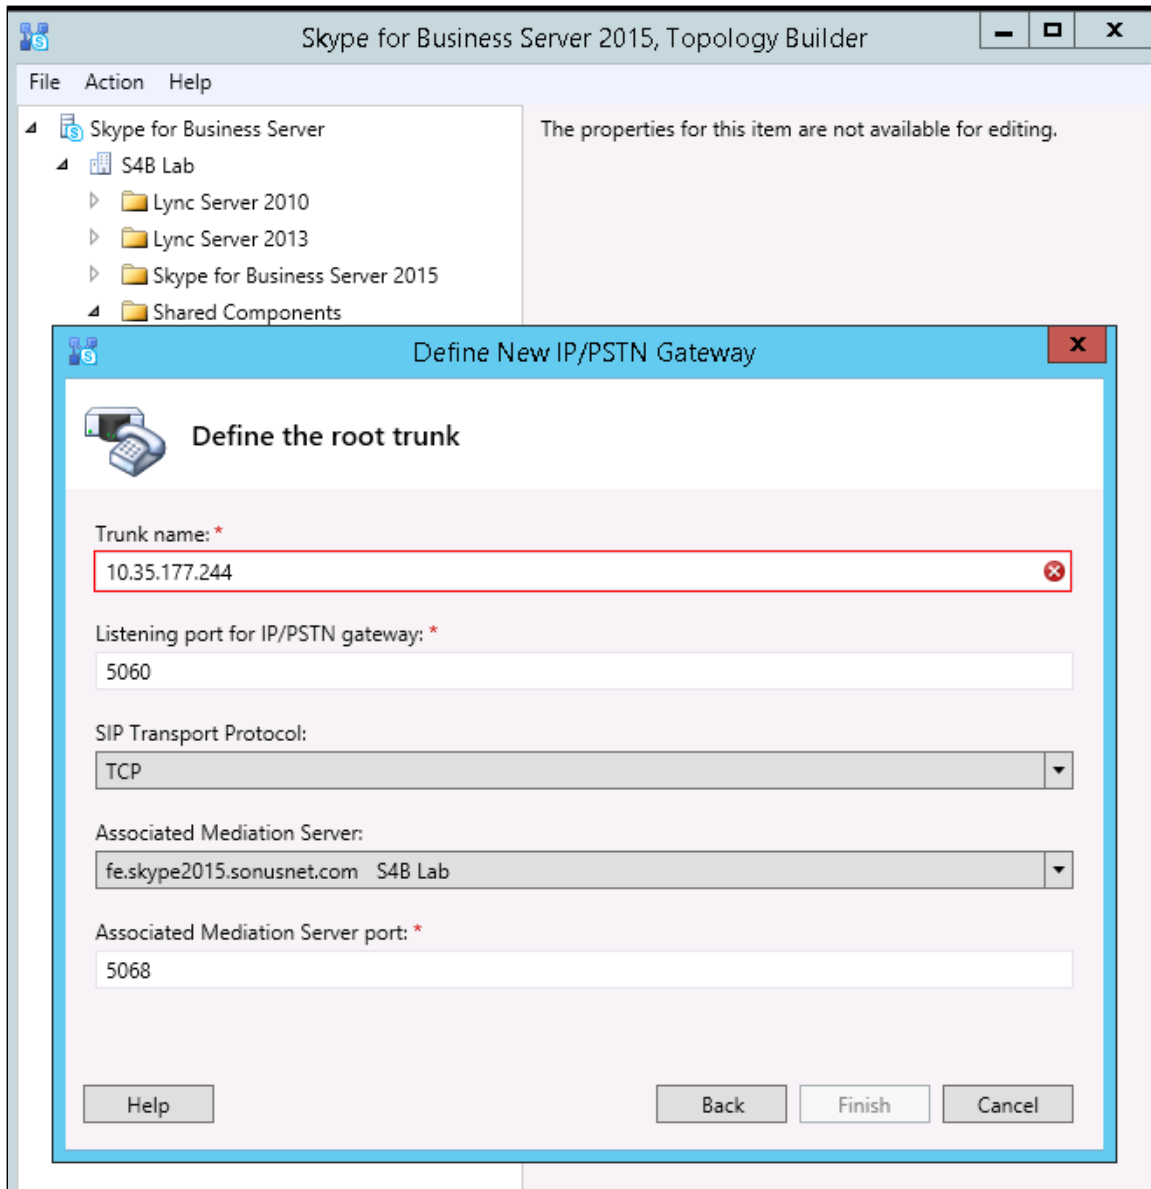 Skype for Business Server 2015, Topology Builder
File Action Help
Skype for Business Server
The properties for this item are not available for editing.
S4B Lab
Lync Server 2010
Lync Server 2013
Skype for Business Server 2015
Shared Components
Define New IP/PSTN Gateway
Define the root trunk
Trunk name: *
10.35.177.244
Listening port for IP/PSTN gateway: *
5060
SIP Transport Protocol:
TCP
Associated Mediation Server:
fe.skype2015.sonusnet.com S4B Lab
Associated Mediation Server port: *
5068
Help Back Finish Cancel